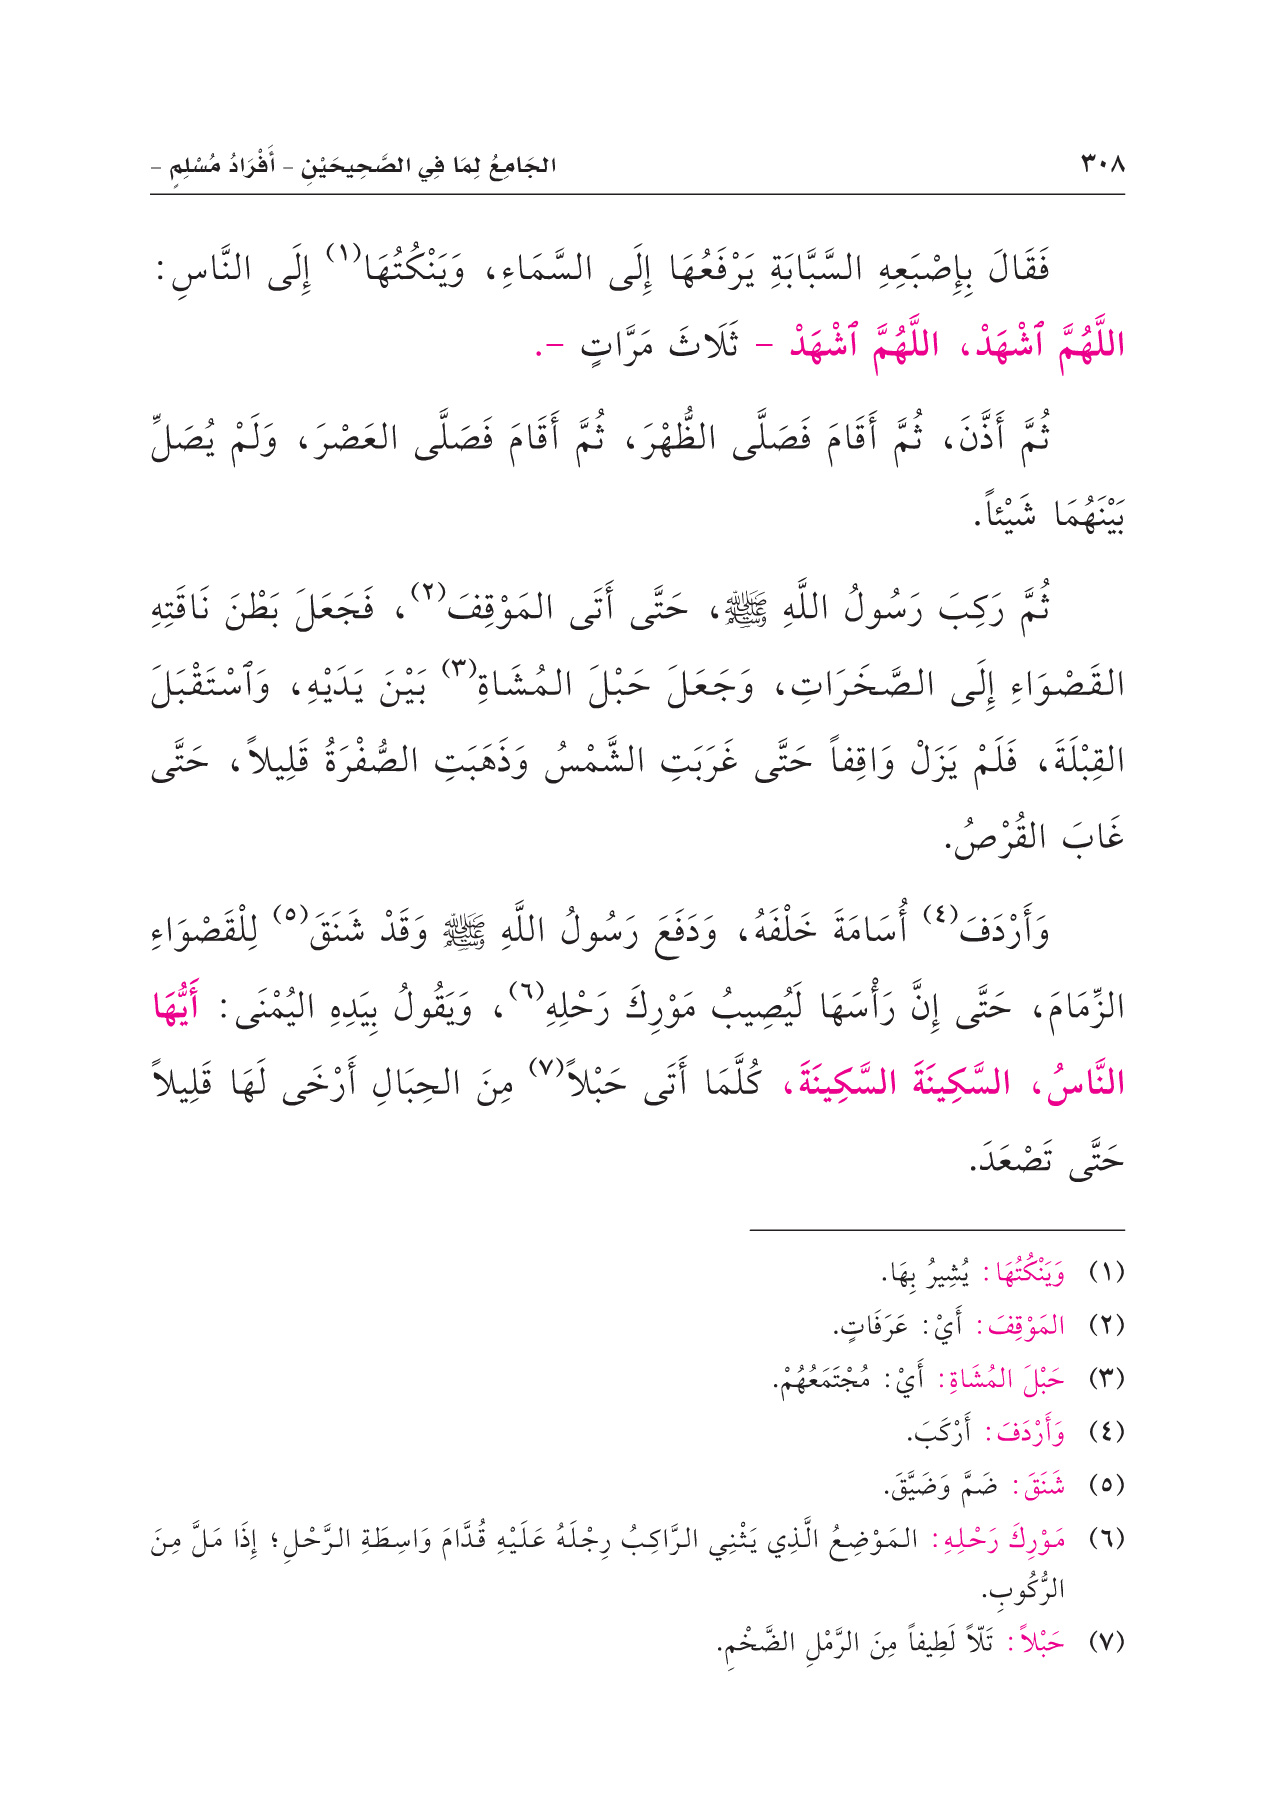 ٣٠٨ الجَامِعُ لِمَا فِي الصَّحِيحَيْنِ – أَفْرَادُ مُسْلِمٍ –
فَقَالَ بِإِصْبَعِهِ السَّبَّابَةِ يَرْفَعُهَا إِلَى السَّمَاءِ، وَيَنْكُتُهَا(١) إِلَى النَّاسِ:
اللَّهُمَّ ٱشْهَدْ، اللَّهُمَّ ٱشْهَدْ – ثَلَاثَ مَرَّاتٍ –.
ثُمَّ أَذَّنَ، ثُمَّ أَقَامَ فَصَلَّى الظُّهْرَ، ثُمَّ أَقَامَ فَصَلَّى العَصْرَ، وَلَمْ يُصَلِّ
بَيْنَهُمَا شَيْئاً.
ثُمَّ رَكِبَ رَسُولُ اللَّهِ ﷺ، حَتَّى أَتَى المَوْقِفَ(٢)، فَجَعَلَ بَطْنَ نَاقَتِهِ
القَصْوَاءِ إِلَى الصَّخَرَاتِ، وَجَعَلَ حَبْلَ المُشَاةِ(٣) بَيْنَ يَدَيْهِ، وَٱسْتَقْبَلَ
القِبْلَةَ، فَلَمْ يَزَلْ وَاقِفاً حَتَّى غَرَبَتِ الشَّمْسُ وَذَهَبَتِ الصُّفْرَةُ قَلِيلاً، حَتَّى
غَابَ القُرْصُ.
وَأَرْدَفَ(٤) أُسَامَةَ خَلْفَهُ، وَدَفَعَ رَسُولُ اللَّهِ ﷺ وَقَدْ شَنَقَ(٥) لِلْقَصْوَاءِ
الزِّمَامَ، حَتَّى إِنَّ رَأْسَهَا لَيُصِيبُ مَوْرِكَ رَحْلِهِ(٦)، وَيَقُولُ بِيَدِهِ اليُمْنَى: أَيُّهَا
النَّاسُ، السَّكِينَةَ السَّكِينَةَ، كُلَّمَا أَتَى حَبْلاً(٧) مِنَ الحِبَالِ أَرْخَى لَهَا قَلِيلاً
حَتَّى تَصْعَدَ.
(١) وَيَنْكُتُهَا: يُشِيرُ بِهَا.
(٢) المَوْقِفَ: أَيْ: عَرَفَاتٍ.
(٣) حَبْلَ المُشَاةِ: أَيْ: مُجْتَمَعُهُمْ.
(٤) وَأَرْدَفَ: أَرْكَبَ.
(٥) شَنَقَ: ضَمَّ وَضَيَّقَ.
(٦) مَوْرِكَ رَحْلِهِ: المَوْضِعُ الَّذِي يَثْنِي الرَّاكِبُ رِجْلَهُ عَلَيْهِ قُدَّامَ وَاسِطَةِ الرَّحْلِ؛ إِذَا مَلَّ مِنَ
الرُّكُوبِ.
(٧) حَبْلاً: تَلّاً لَطِيفاً مِنَ الرَّمْلِ الضَّخْمِ.